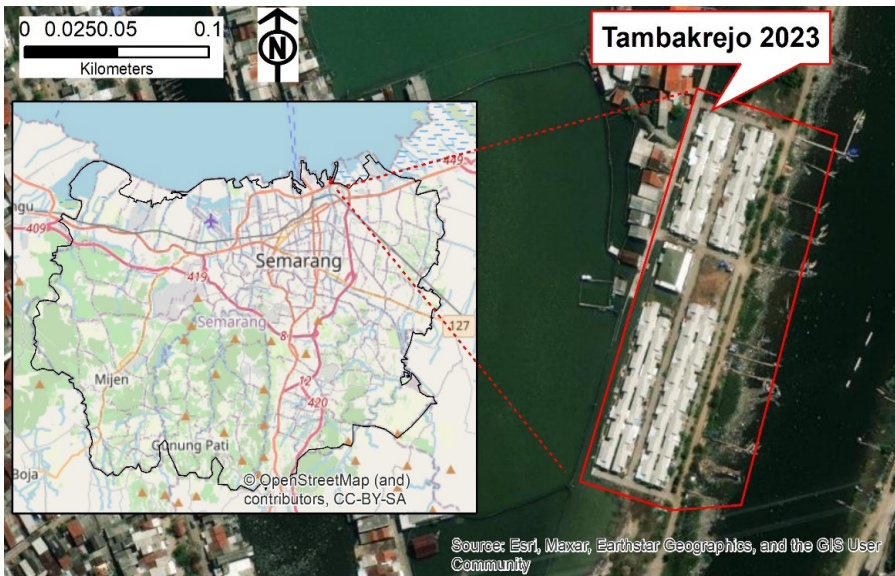 0 0.0250.05 0.1
Kilometers
N
Tambakrejo 2023
449
ngu
409
Semarang
419
Semarang
8
127
Mijen
12
420
Gunung Pati
Boja
© OpenStreetMap (and)
contributors, CC-BY-SA
Source: Esri, Maxar, Earthstar Geographics, and the GIS User
Community